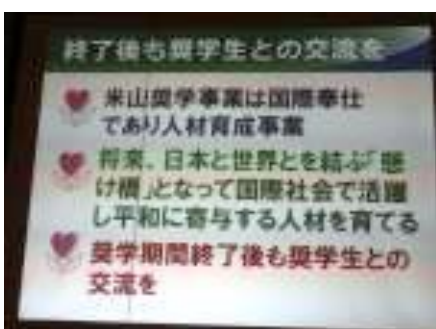 終了後も奨学生との交流を
米山奨学事業は国際奉仕
であり人材育成事業
将来、日本と世界とを結ぶ「懸
け橋」となって国際社会で活躍
し平和に寄与する人材を育てる
奨学期間終了後も奨学生との
交流を